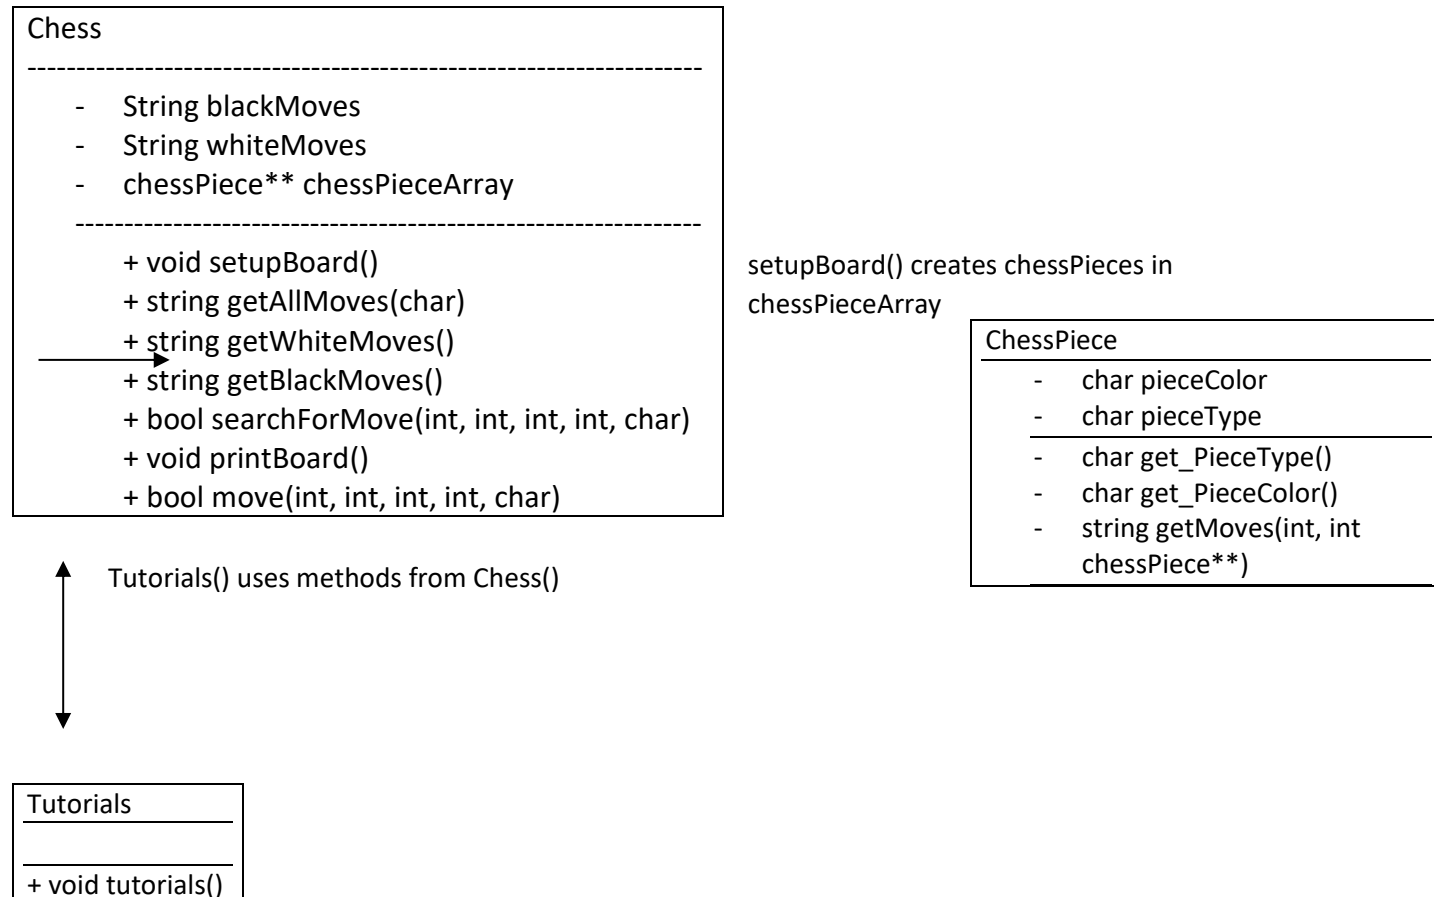 Chess
---------------------------------------------------------------------
- String blackMoves
- String whiteMoves
- chessPiece** chessPieceArray
----------------------------------------------------------------
+ void setupBoard()
+ string getAllMoves(char)
+ string getWhiteMoves()
+ string getBlackMoves()
+ bool searchForMove(int, int, int, int, char)
+ void printBoard()
+ bool move(int, int, int, int, char)
setupBoard() creates chessPieces in
chessPieceArray
ChessPiece
- char pieceColor
- char pieceType
- char get_PieceType()
- char get_PieceColor()
- string getMoves(int, int
chessPiece**)
Tutorials() uses methods from Chess()
Tutorials
+ void tutorials()